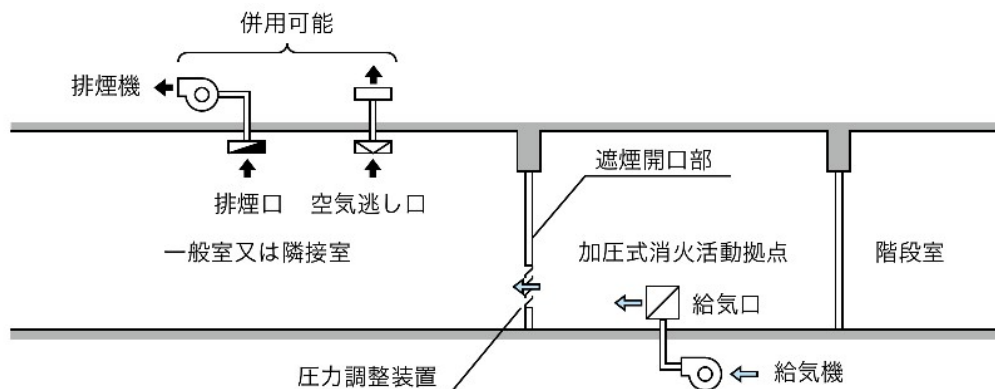 併用可能
排煙機
遮煙開口部
排煙口
空気逃し口
一般室又は隣接室
加圧式消火活動拠点
階段室
給気口
圧力調整装置
給気機